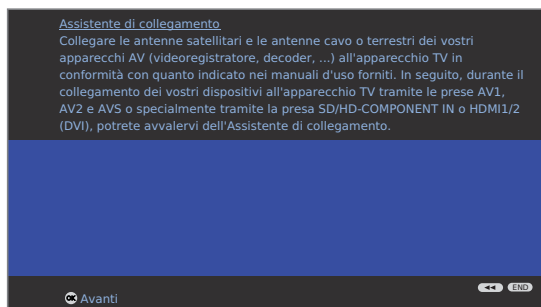 Assistente di collegamento
Collegare le antenne satellitari e le antenne cavo o terrestri dei vostri
apparecchi AV (videoregistratore, decoder, ...) all'apparecchio TV in
conformità con quanto indicato nei manuali d'uso forniti. In seguito, durante il
collegamento dei vostri dispositivi all'apparecchio TV tramite le prese AV1,
AV2 e AVS o specialmente tramite la presa SD/HD-COMPONENT IN o HDMI1/2
(DVI), potrete avvalervi dell'Assistente di collegamento.
END
OK Avanti